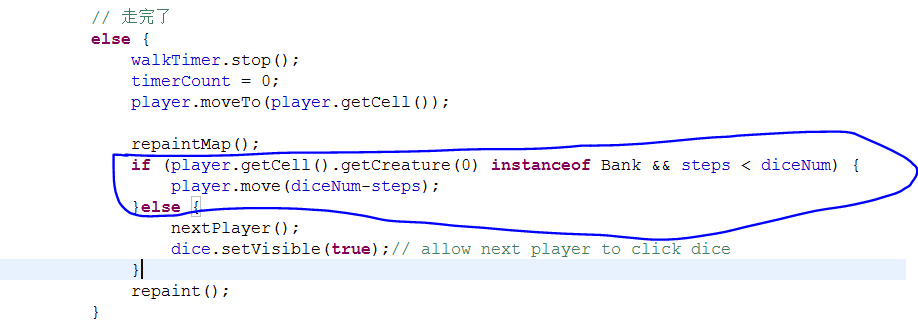 // 走完了
else {
walkTimer.stop();
timerCount = 0;
player.moveTo(player.getCell());
repaintMap();
if (player.getCell().getCreature(0) instanceof Bank && steps < diceNum) {
player.move(diceNum-steps);
}else {
nextPlayer();
dice.setVisible(true);// allow next player to click dice
}
repaint();
}